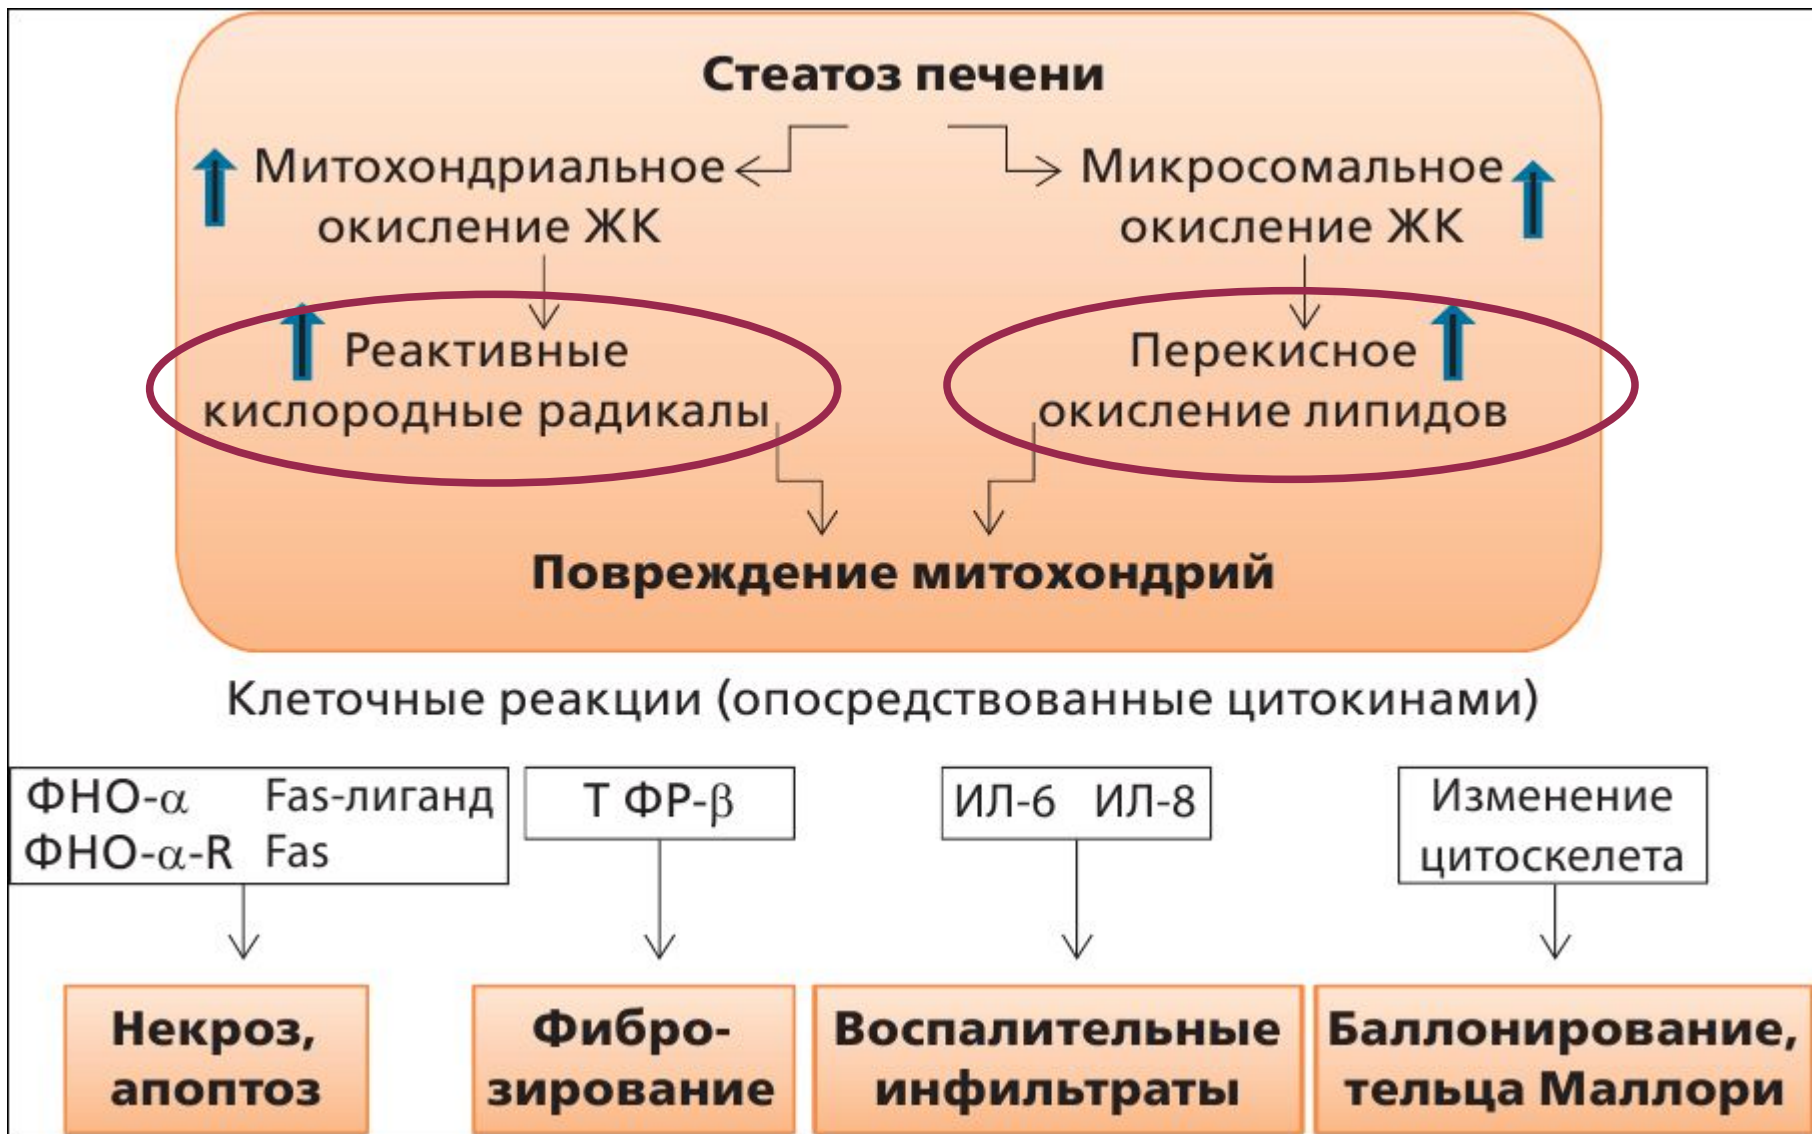 Стеатоз печени
Митохондриальное
окисление ЖК
Микросомальное
окисление ЖК
Реактивные
кислородные радикалы
Перекисное
окисление липидов
Повреждение митохондрий
Клеточные реакции (опосредствованные цитокинами)
ФНО-α Fas-лиганд
ФНО-α-R Fas
Т ФР-β
ИЛ-6 ИЛ-8
Изменение
цитоскелета
Некроз,
апоптоз
Фибро-
зирование
Воспалительные
инфильтраты
Баллонирование,
тельца Маллори